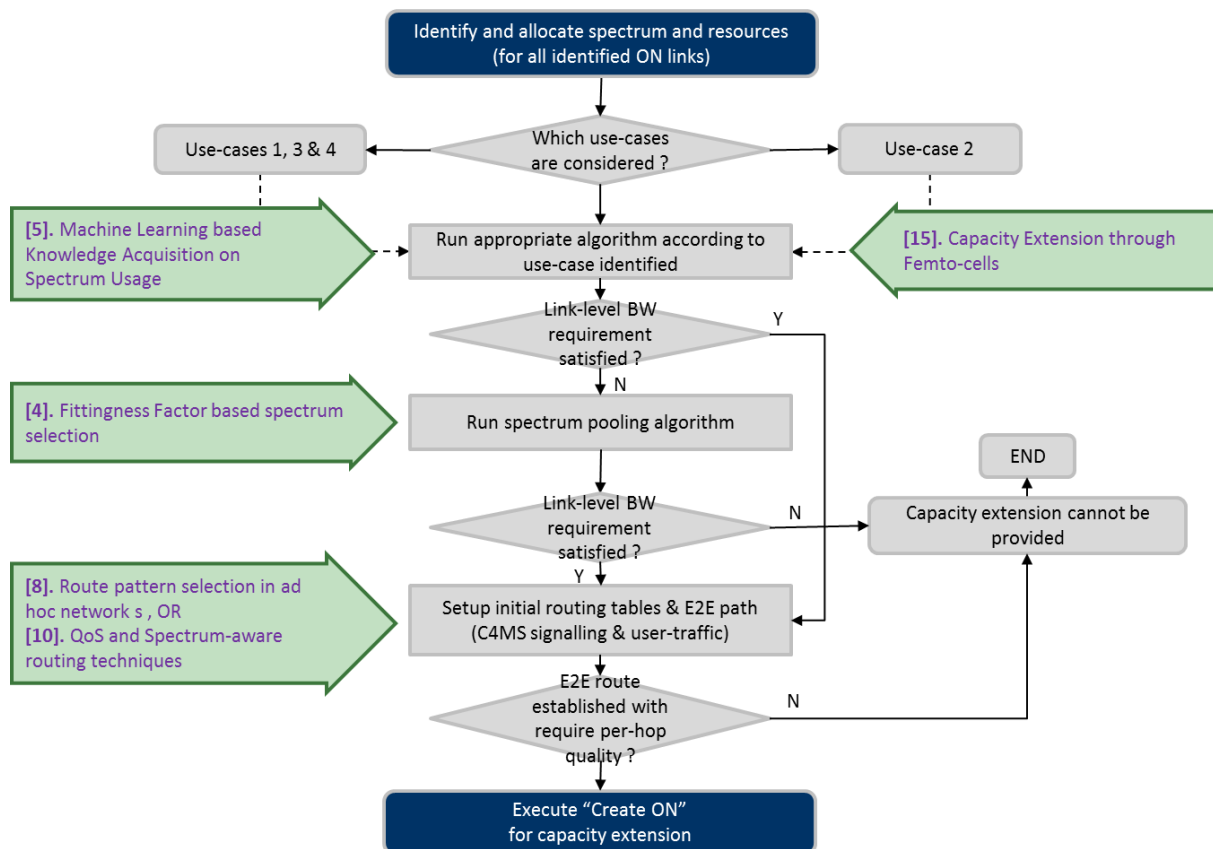 Identify and allocate spectrum and resources
(for all identified ON links)
Which use-cases
are considered ?
Use-cases 1, 3 & 4
Use-case 2
[5]. Machine Learning based
Knowledge Acquisition on
Spectrum Usage
Run appropriate algorithm according to
use-case identified
[15]. Capacity Extension through
Femto-cells
Link-level BW
requirement
satisfied ?
Y
N
[4]. Fittingness Factor based spectrum
selection
Run spectrum pooling algorithm
END
Link-level BW
requirement
satisfied ?
N
Capacity extension cannot be
provided
Y
[8]. Route pattern selection in ad
hoc network s , OR
[10]. QoS and Spectrum-aware
routing techniques
Setup initial routing tables & E2E path
(C4MS signalling & user-traffic)
E2E route
established with
require per-hop
quality ?
N
Y
Execute “Create ON”
for capacity extension